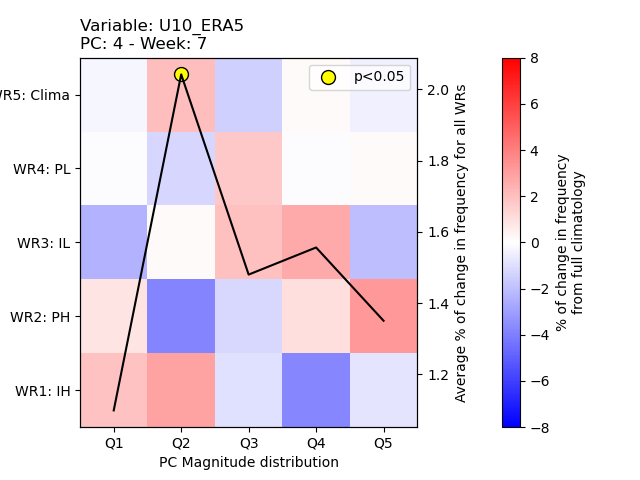 Variable: U10_ERA5
PC: 4 - Week: 7
p<0.05
WR5: Clima
WR4: PL
WR3: IL
WR2: PH
WR1: IH
Q1 Q2 Q3 Q4 Q5
PC Magnitude distribution
2.0
1.8
1.6
1.4
1.2
Average % of change in frequency for all WRs
8
6
4
2
0
−2
−4
−6
−8
% of change in frequency
from full climatology